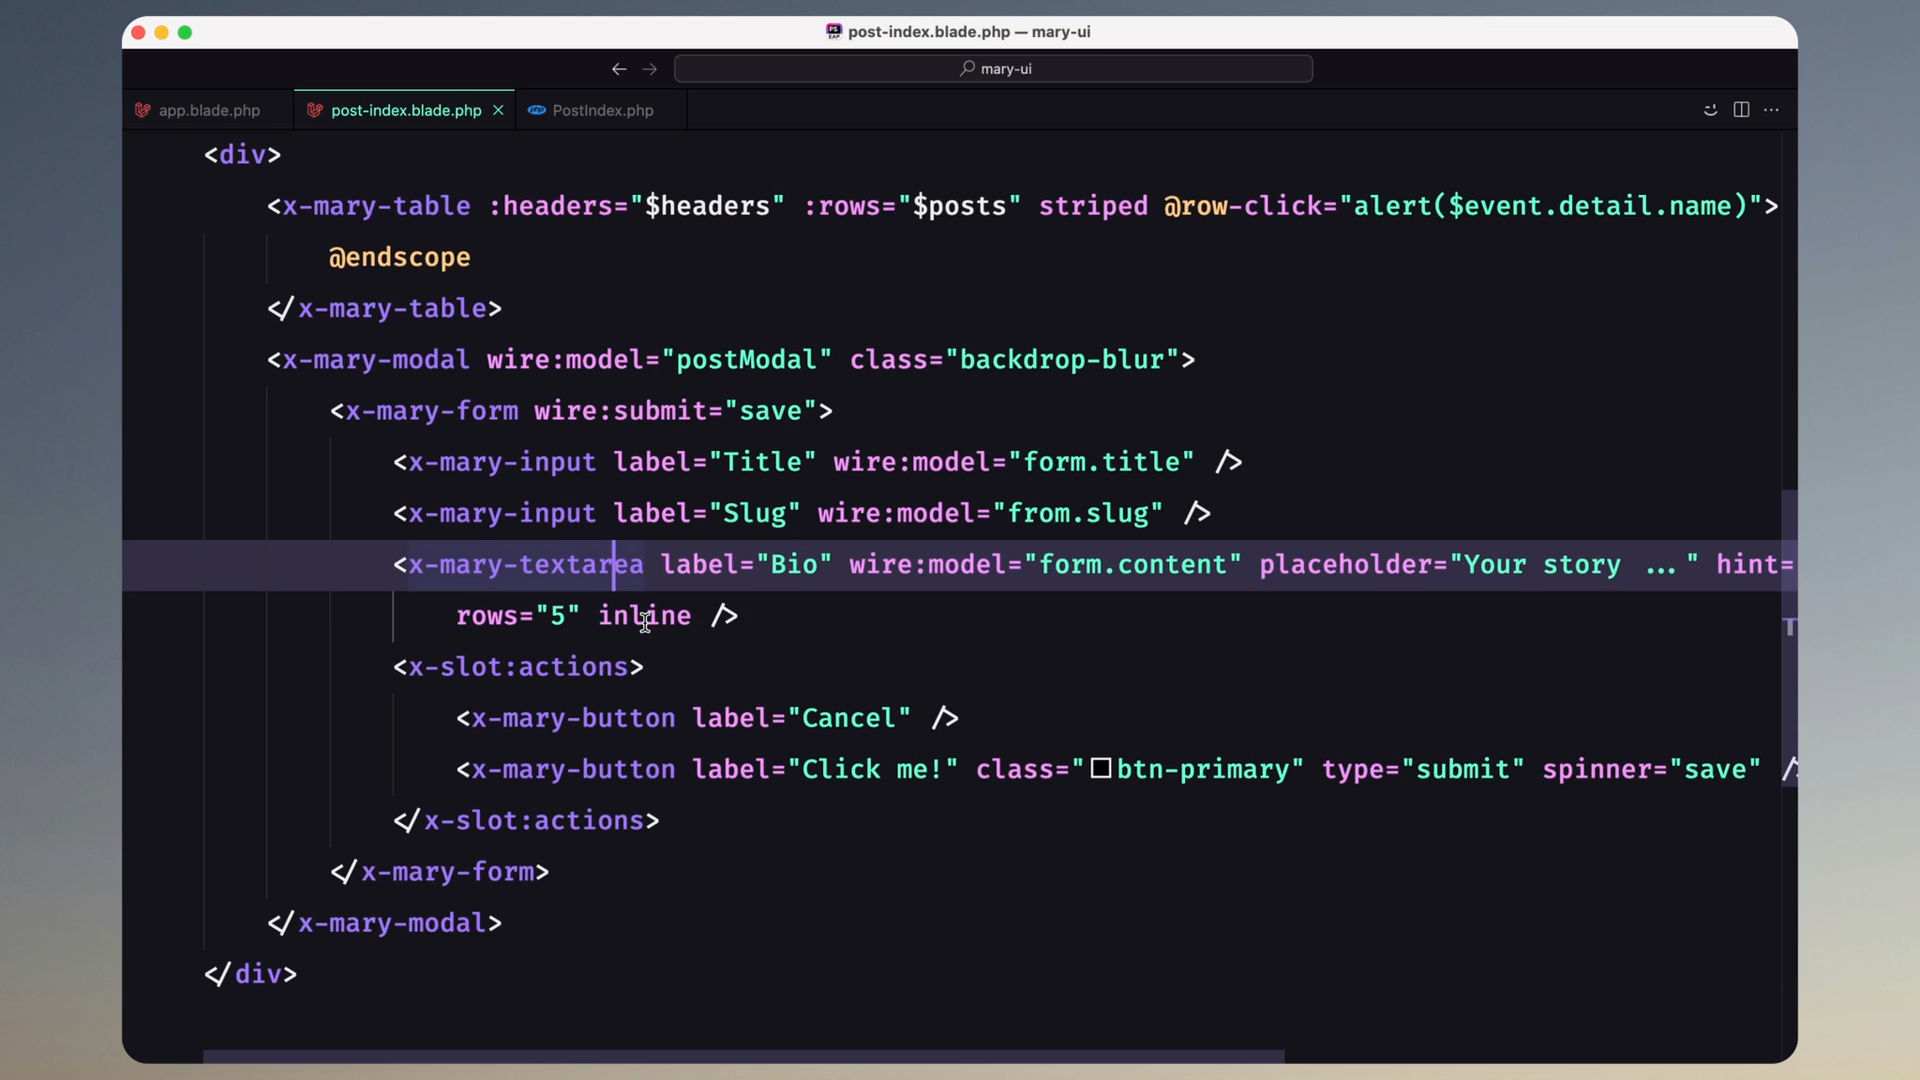 post-index.blade.php — mary-ui
mary-ui
app.blade.php
post-index.blade.php
PostIndex.php
<div>
<x-mary-table :headers="$headers" :rows="$posts" striped @row-click="alert($event.detail.name)">
@endscope
</x-mary-table>
<x-mary-modal wire:model="postModal" class="backdrop-blur">
<x-mary-form wire:submit="save">
<x-mary-input label="Title" wire:model="form.title" />
<x-mary-input label="Slug" wire:model="from.slug" />
<x-mary-textarea label="Bio" wire:model="form.content" placeholder="Your story ..." hint=
rows="5" inline />
<x-slot:actions>
<x-mary-button label="Cancel" />
<x-mary-button label="Click me!" class="btn-primary" type="submit" spinner="save" /
</x-slot:actions>
</x-mary-form>
</x-mary-modal>
</div>